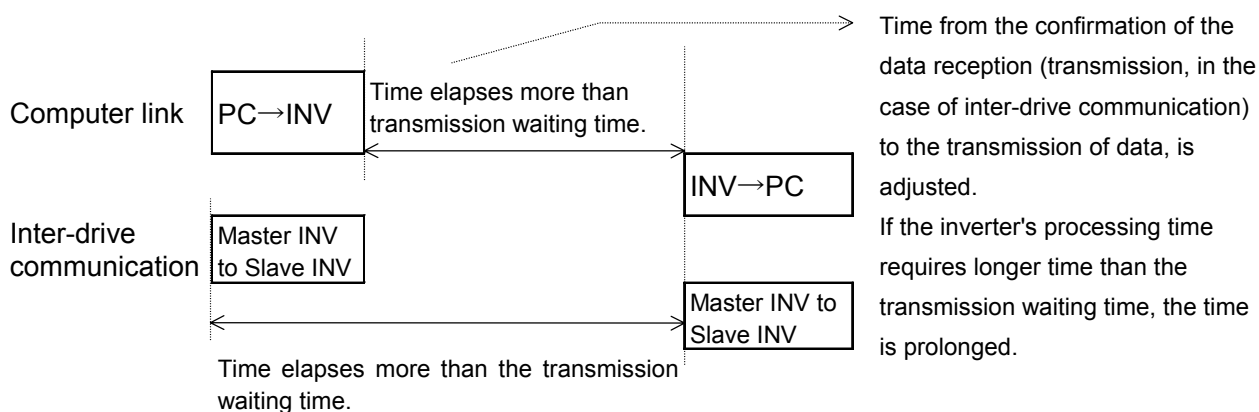 Computer link
PC→INV
Time elapses more than
transmission waiting time.
INV→PC
Inter-drive
communication
Master INV
to Slave INV
Master INV to
Slave INV
Time elapses more than the transmission
waiting time.
Time from the confirmation of the
data reception (transmission, in the
case of inter-drive communication)
to the transmission of data, is
adjusted.
If the inverter's processing time
requires longer time than the
transmission waiting time, the time
is prolonged.